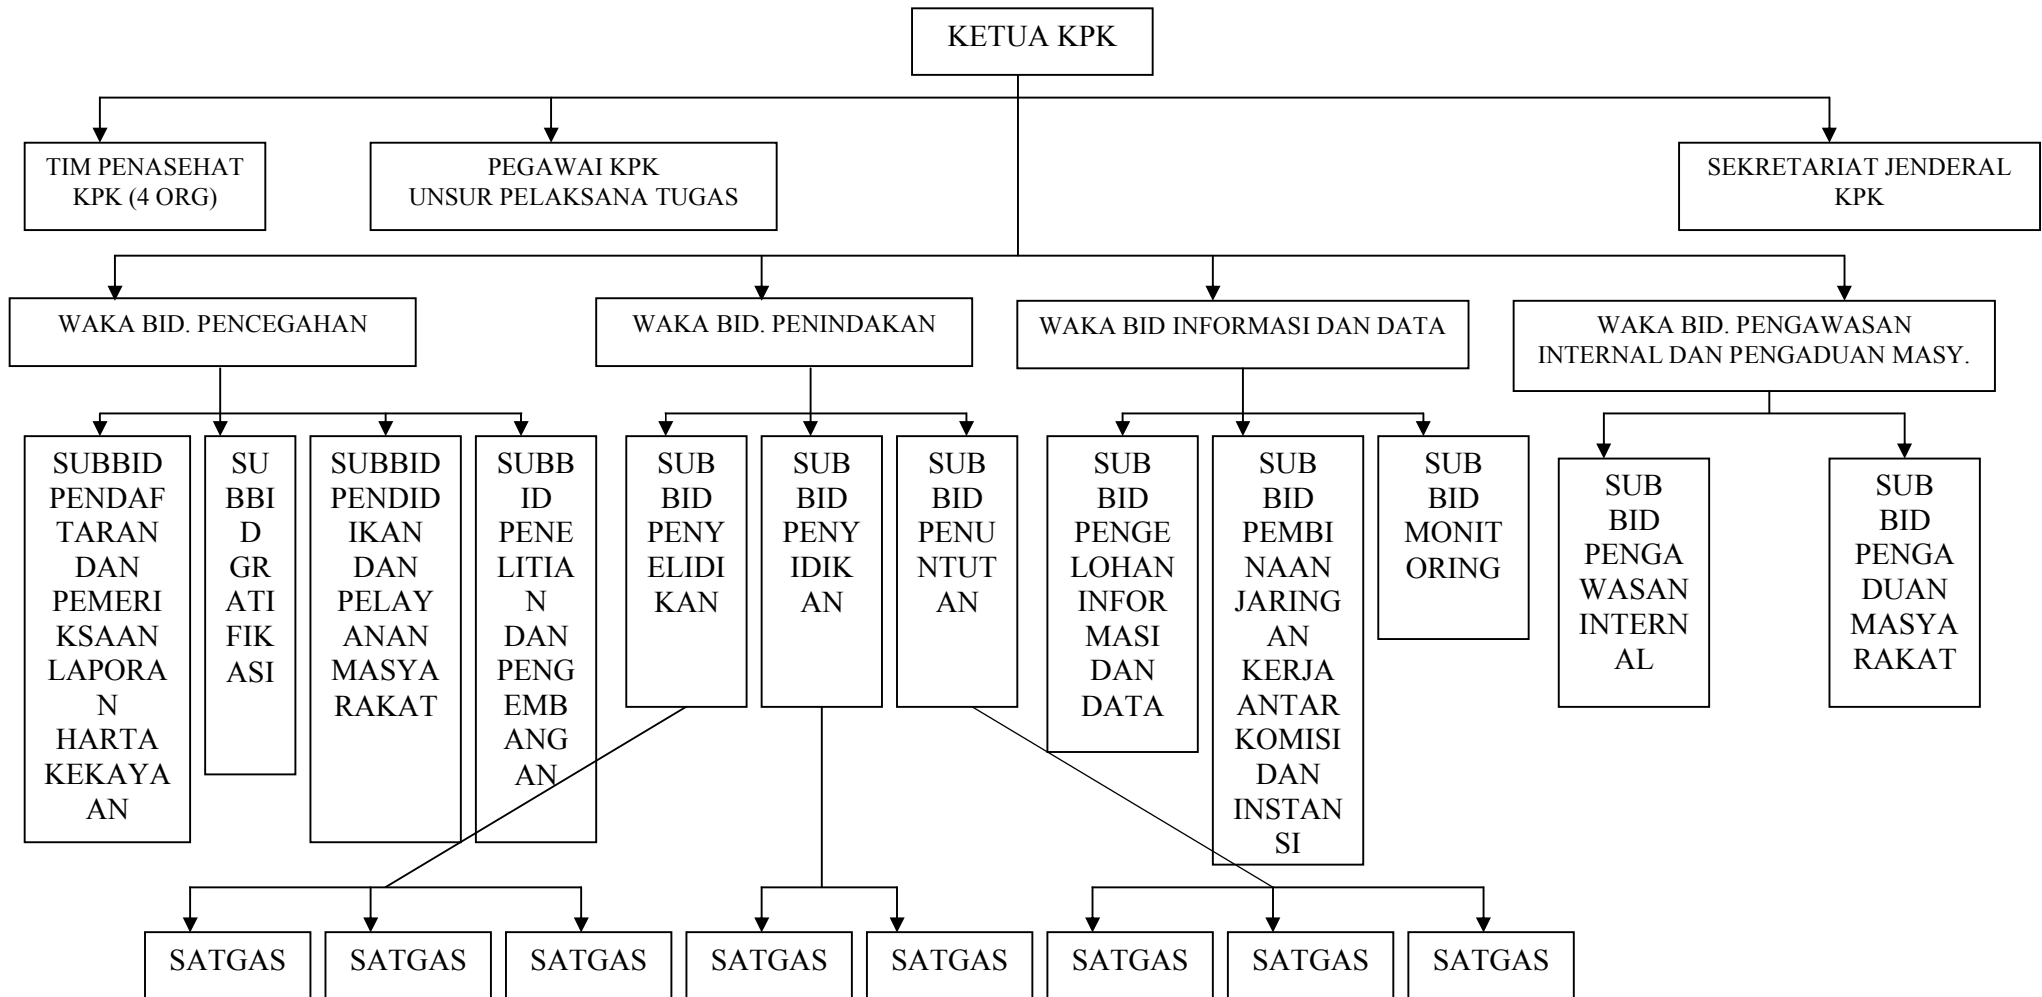 KETUA KPK
TIM PENASEHAT
KPK (4 ORG)
PEGAWAI KPK
UNSUR PELAKSANA TUGAS
SEKRETARIAT JENDERAL
KPK
WAKA BID. PENCEGAHAN
WAKA BID. PENINDAKAN
WAKA BID INFORMASI DAN DATA
WAKA BID. PENGAWASAN
INTERNAL DAN PENGADUAN MASY.
SUBBID
PENDAF
TARAN
DAN
PEMERI
KSAAN
LAPORA
N
HARTA
KEKAYA
AN
SU
BBI
D
GR
ATI
FIK
ASI
SUBBID
PENDID
IKAN
DAN
PELAY
ANAN
MASYA
RAKAT
SUBB
ID
PENE
LITIA
N
DAN
PENG
EMB
ANG
AN
SUB
BID
PENY
ELIDI
KAN
SUB
BID
PENY
IDIK
AN
SUB
BID
PENU
NTUT
AN
SUB
BID
PENGE
LOHAN
INFOR
MASI
DAN
DATA
SUB
BID
PEMBI
NAAN
JARING
AN
KERJA
ANTAR
KOMISI
DAN
INSTAN
SI
SUB
BID
MONIT
ORING
SUB
BID
PENGA
WASAN
INTERN
AL
SUB
BID
PENGA
DUAN
MASYA
RAKAT
SATGAS
SATGAS
SATGAS
SATGAS
SATGAS
SATGAS
SATGAS
SATGAS